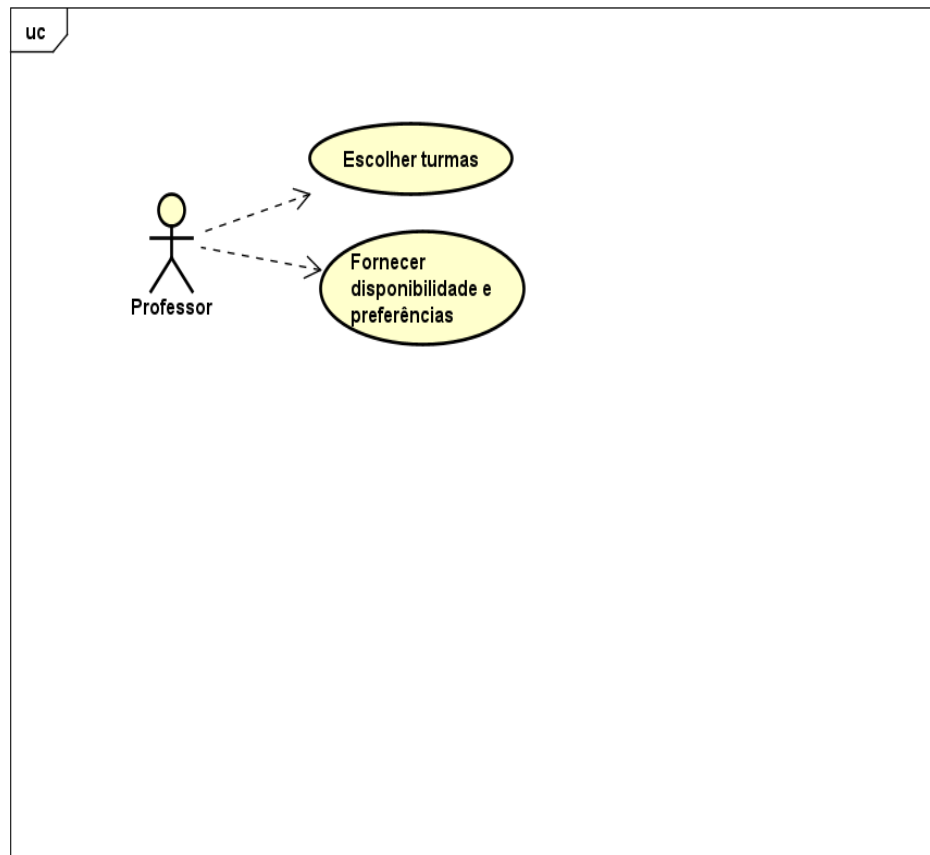 uc
Escolher turmas
Professor
Fornecer
disponibilidade e
preferências